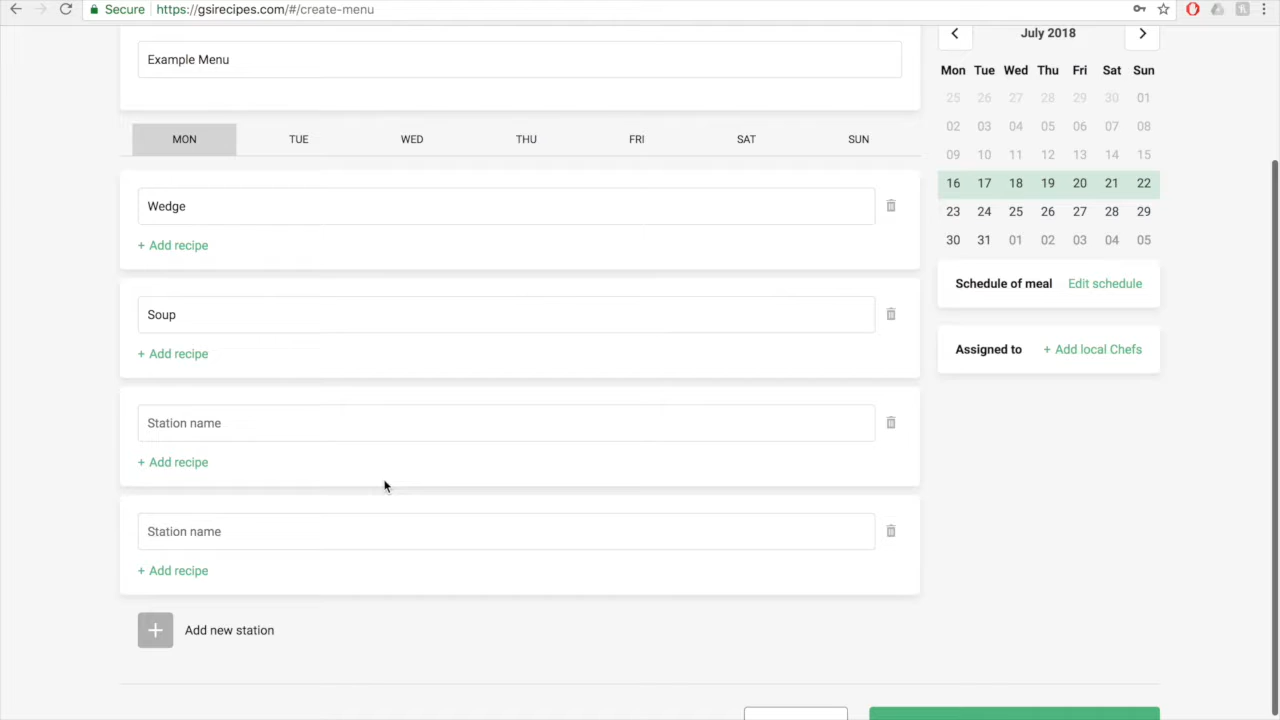 Secure https://gsirecipes.com/#/create-menu
Example Menu
MON TUE WED THU FRI SAT SUN
Wedge
+ Add recipe
Soup
+ Add recipe
Station name
+ Add recipe
Station name
+ Add recipe
+ Add new station
July 2018
Mon Tue Wed Thu Fri Sat Sun
25 26 27 28 29 30 01
02 03 04 05 06 07 08
09 10 11 12 13 14 15
16 17 18 19 20 21 22
23 24 25 26 27 28 29
30 31 01 02 03 04 05
Schedule of meal Edit schedule
Assigned to + Add local Chefs